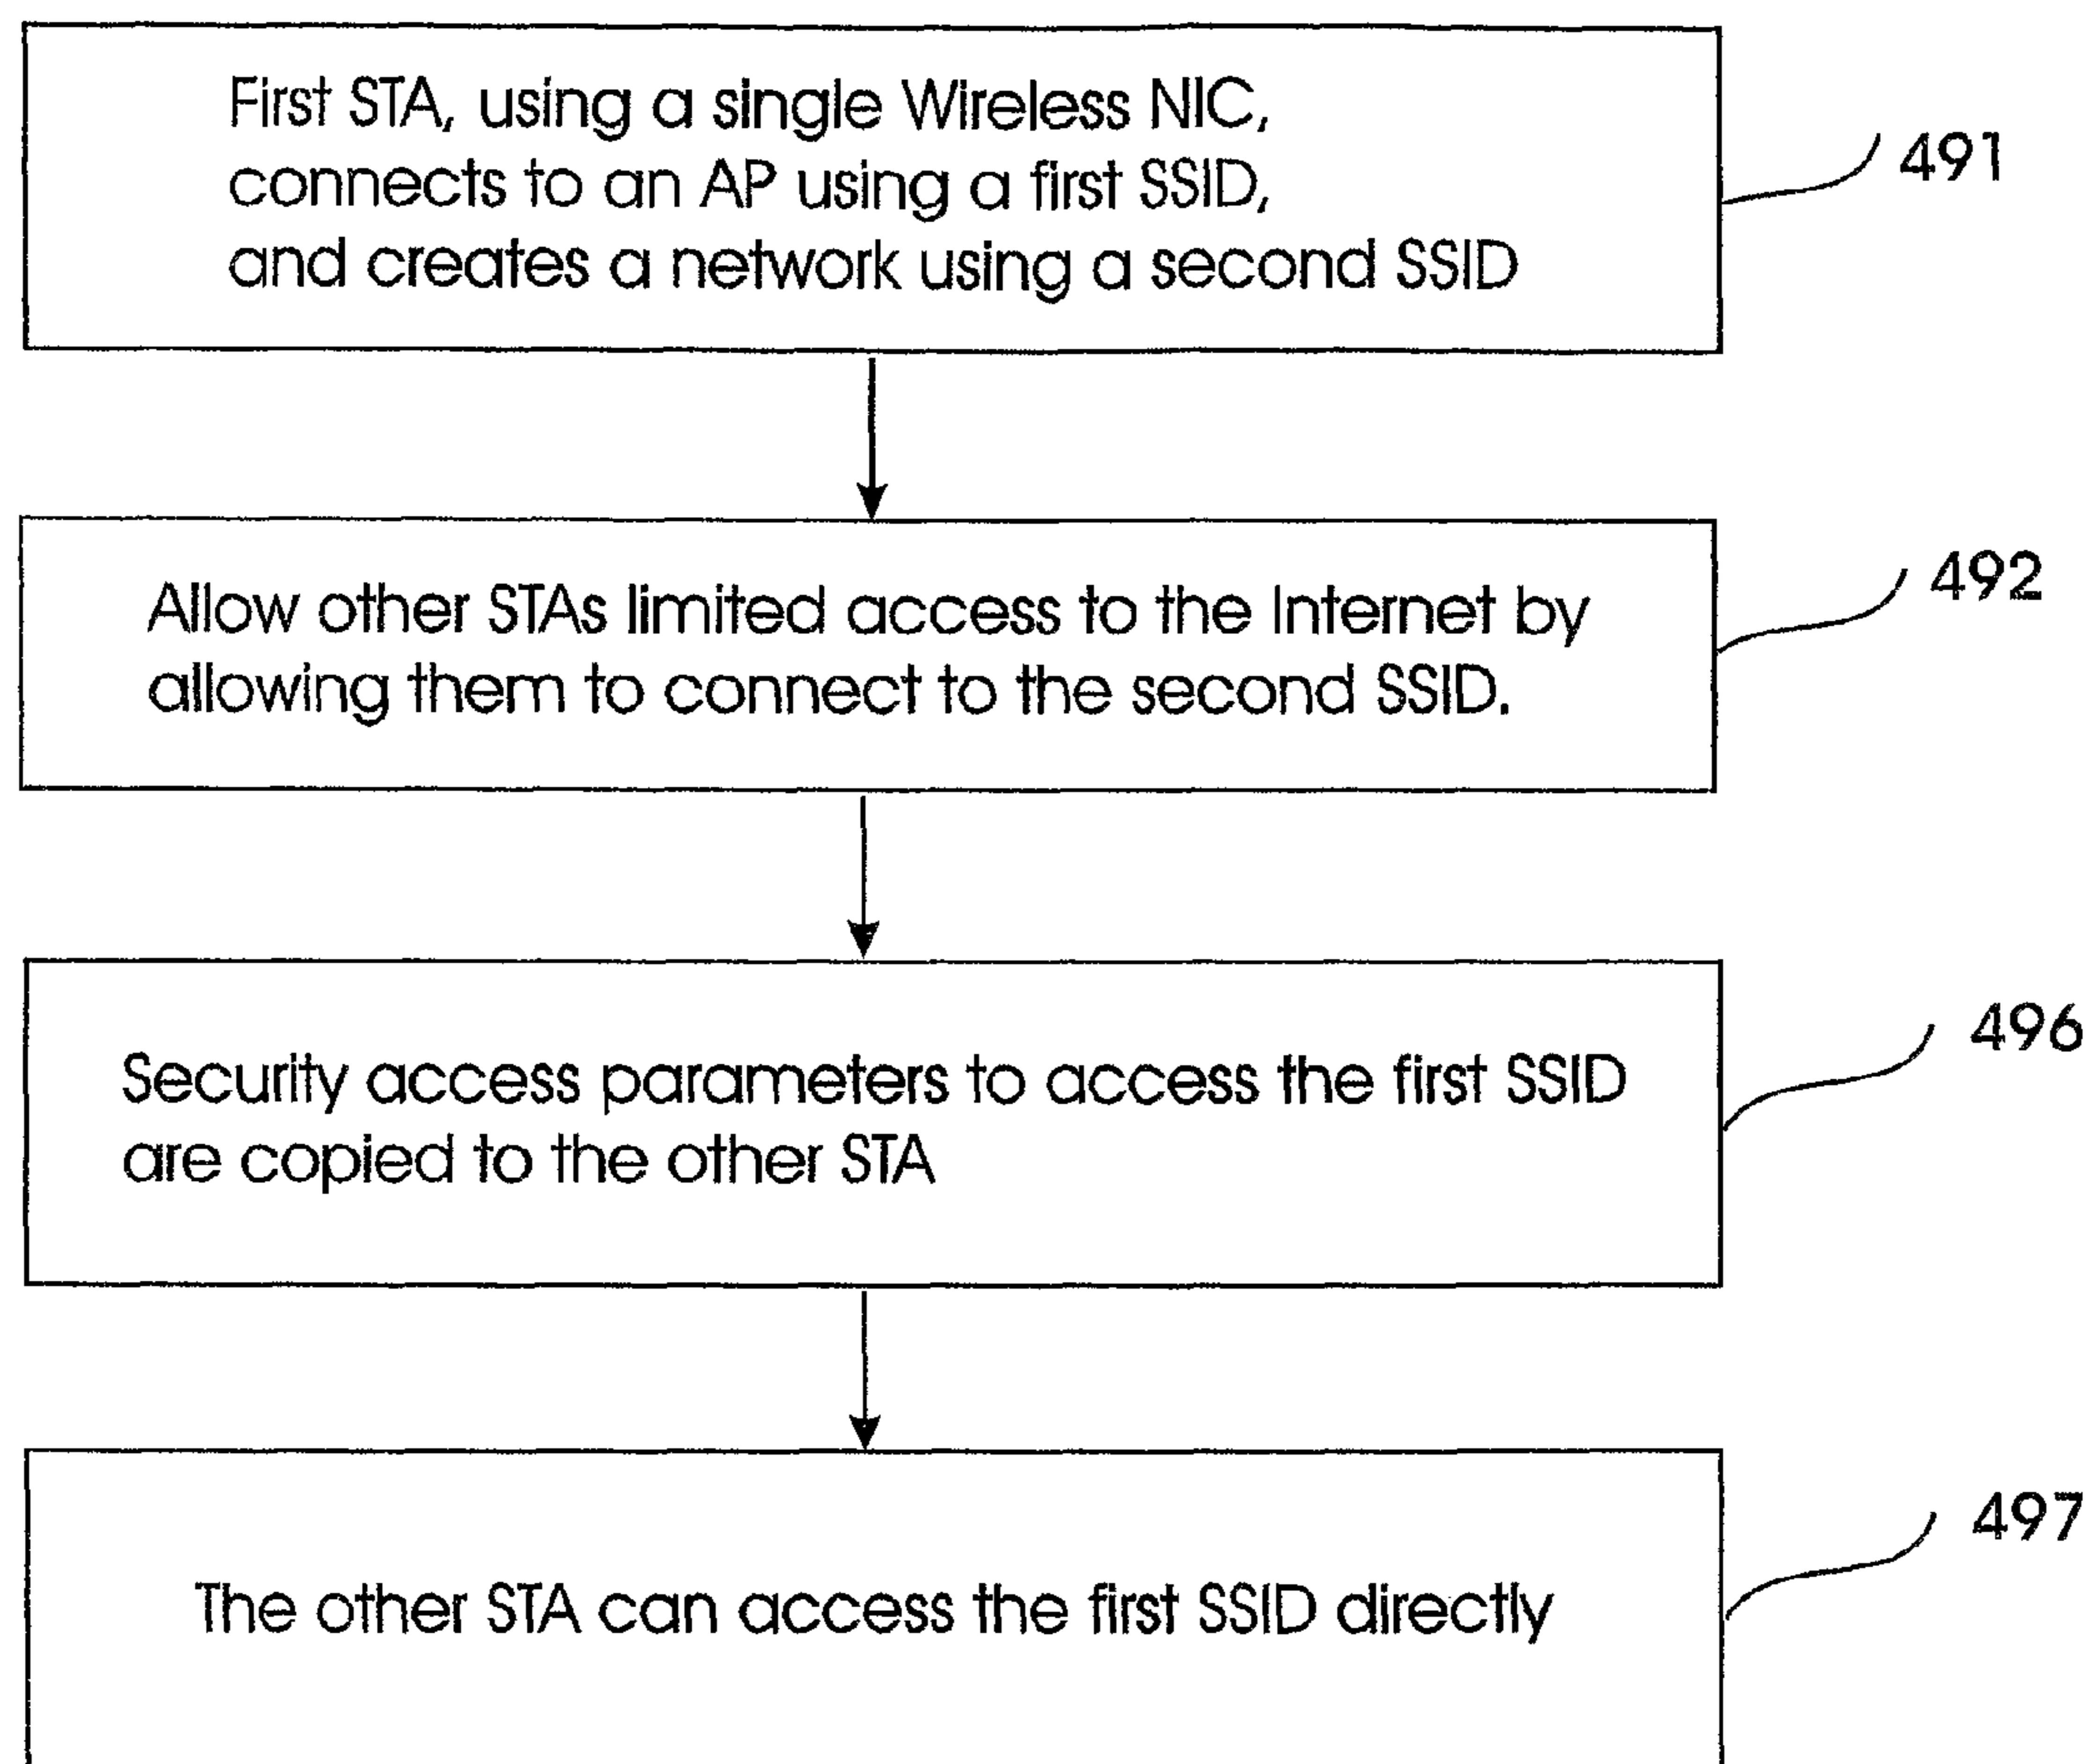 First STA, using a single Wireless NIC,
connects to an AP using a first SSID,
and creates a network using a second SSID
491
Allow other STAs limited access to the Internet by
allowing them to connect to the second SSID.
492
Security access parameters to access the first SSID
are copied to the other STA
496
The other STA can access the first SSID directly
497